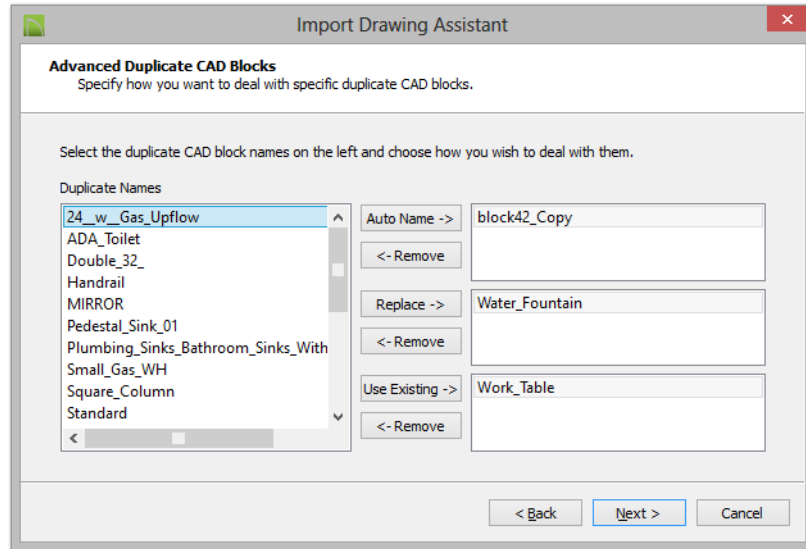 Import Drawing Assistant
Advanced Duplicate CAD Blocks
Specify how you want to deal with specific duplicate CAD blocks.
Select the duplicate CAD block names on the left and choose how you wish to deal with them.
Duplicate Names
24__w__Gas_Upflow
ADA_Toilet
Double_32_
Handrail
MIRROR
Pedestal_Sink_01
Plumbing_Sinks_Bathroom_Sinks_With
Small_Gas_WH
Square_Column
Standard
Auto Name ->
<- Remove
block42_Copy
Replace ->
<- Remove
Water_Fountain
Use Existing ->
<- Remove
Work_Table
< Back
Next >
Cancel